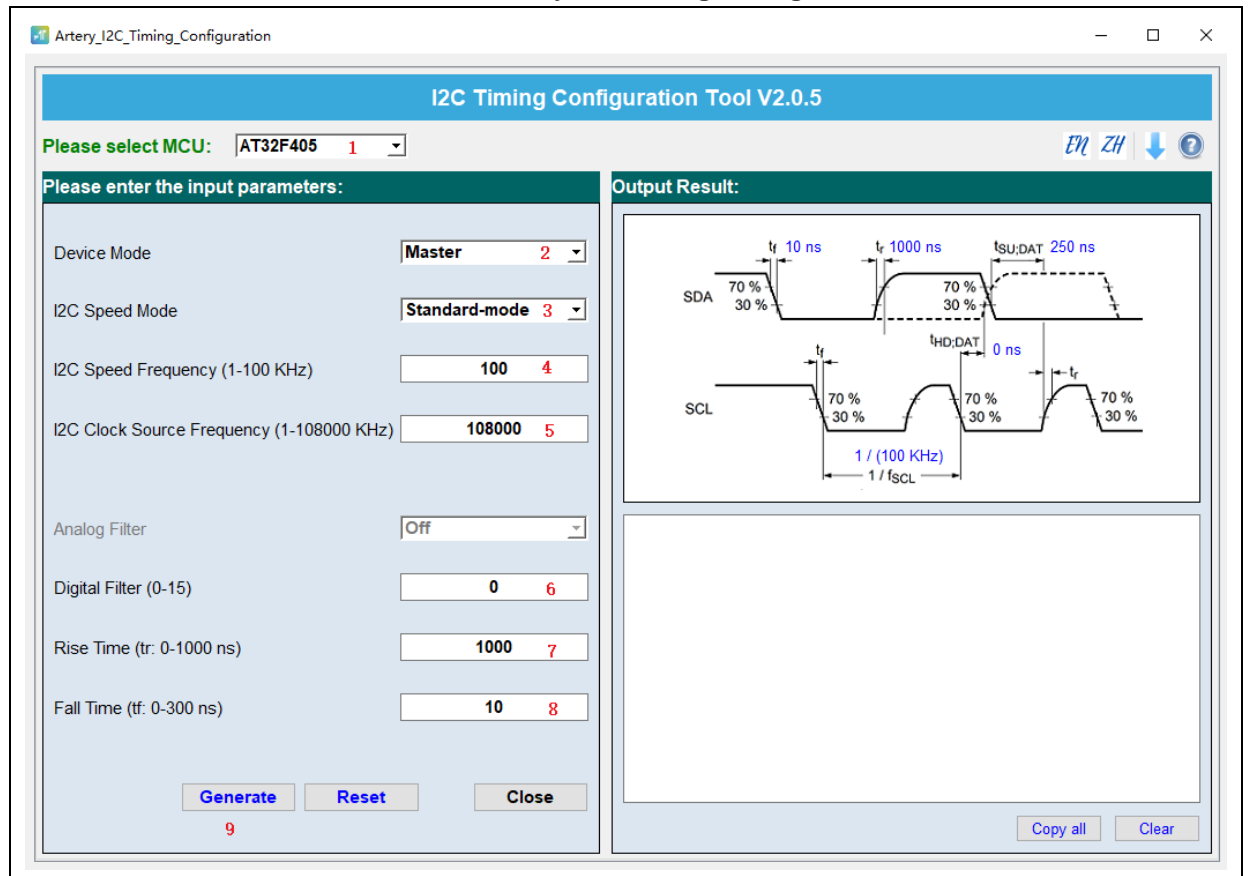 Artery_I2C_Timing_Configuration
I2C Timing Configuration Tool V2.0.5
Please select MCU: AT32F405 1
EN ZH
Please enter the input parameters:
Device Mode Master 2
I2C Speed Mode Standard-mode 3
I2C Speed Frequency (1-100 KHz) 100 4
I2C Clock Source Frequency (1-108000 KHz) 108000 5
Analog Filter Off
Digital Filter (0-15) 0 6
Rise Time (tr: 0-1000 ns) 1000 7
Fall Time (tf: 0-300 ns) 10 8
Generate Reset Close
9
Output Result:
tf 10 ns tr 1000 ns tSU;DAT 250 ns
SDA 70 % 70 %
30 % 30 %
tf tHD;DAT 0 ns
tr
SCL 70 % 70 % 70 %
30 % 30 % 30 %
1 / (100 KHz)
1 / fSCL
Copy all Clear